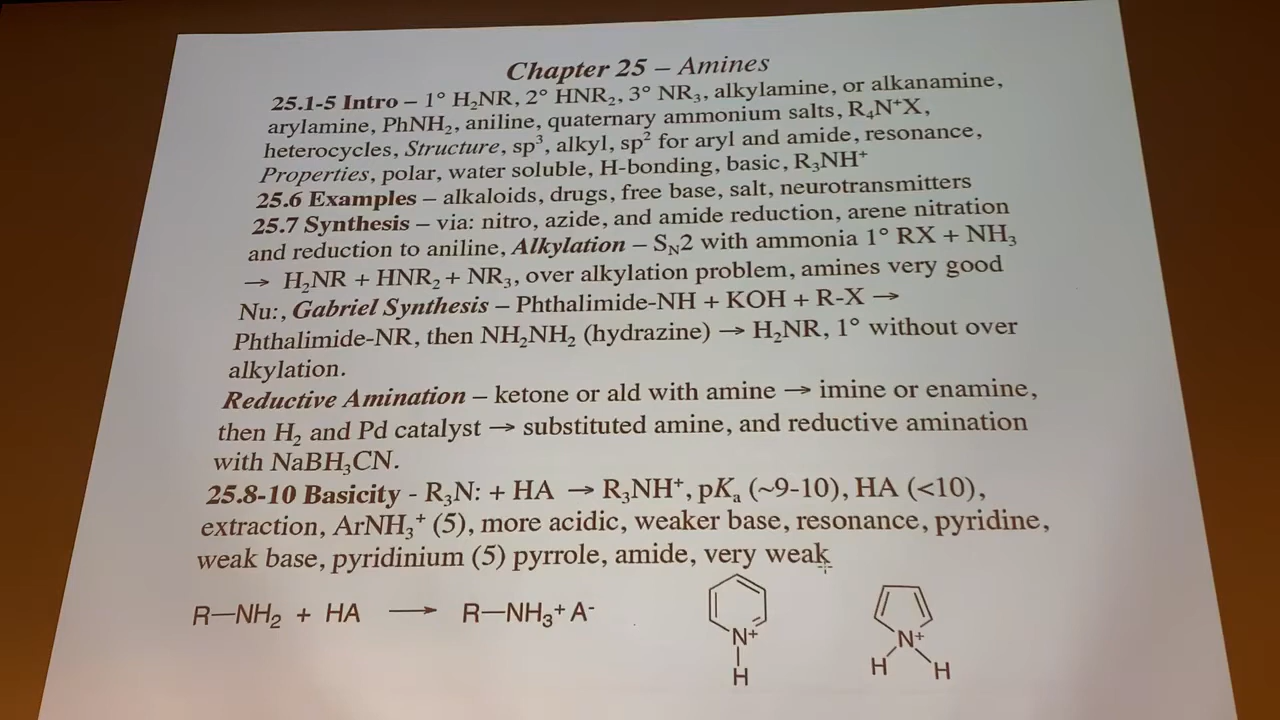 Chapter 25 – Amines
25.1-5 Intro – 1° H₂NR, 2° HNR₂, 3° NR₃, alkylamine, or alkanamine,
arylamine, PhNH₂, aniline, quaternary ammonium salts, R₄N⁺X,
heterocycles, Structure, sp³, alkyl, sp² for aryl and amide, resonance,
Properties, polar, water soluble, H-bonding, basic, R₃NH⁺
25.6 Examples – alkaloids, drugs, free base, salt, neurotransmitters
25.7 Synthesis – via: nitro, azide, and amide reduction, arene nitration
and reduction to aniline, Alkylation – S_N2 with ammonia 1° RX + NH₃
→ H₂NR + HNR₂ + NR₃, over alkylation problem, amines very good
Nu:, Gabriel Synthesis – Phthalimide-NH + KOH + R-X →
Phthalimide-NR, then NH₂NH₂ (hydrazine) → H₂NR, 1° without over
alkylation.
Reductive Amination – ketone or ald with amine → imine or enamine,
then H₂ and Pd catalyst → substituted amine, and reductive amination
with NaBH₃CN.
25.8-10 Basicity - R₃N: + HA → R₃NH⁺, pKₐ (~9-10), HA (<10),
extraction, ArNH₃⁺ (5), more acidic, weaker base, resonance, pyridine,
weak base, pyridinium (5) pyrrole, amide, very weak
R—NH₂ + HA → R—NH₃+ A-
N+
H
N+
H H